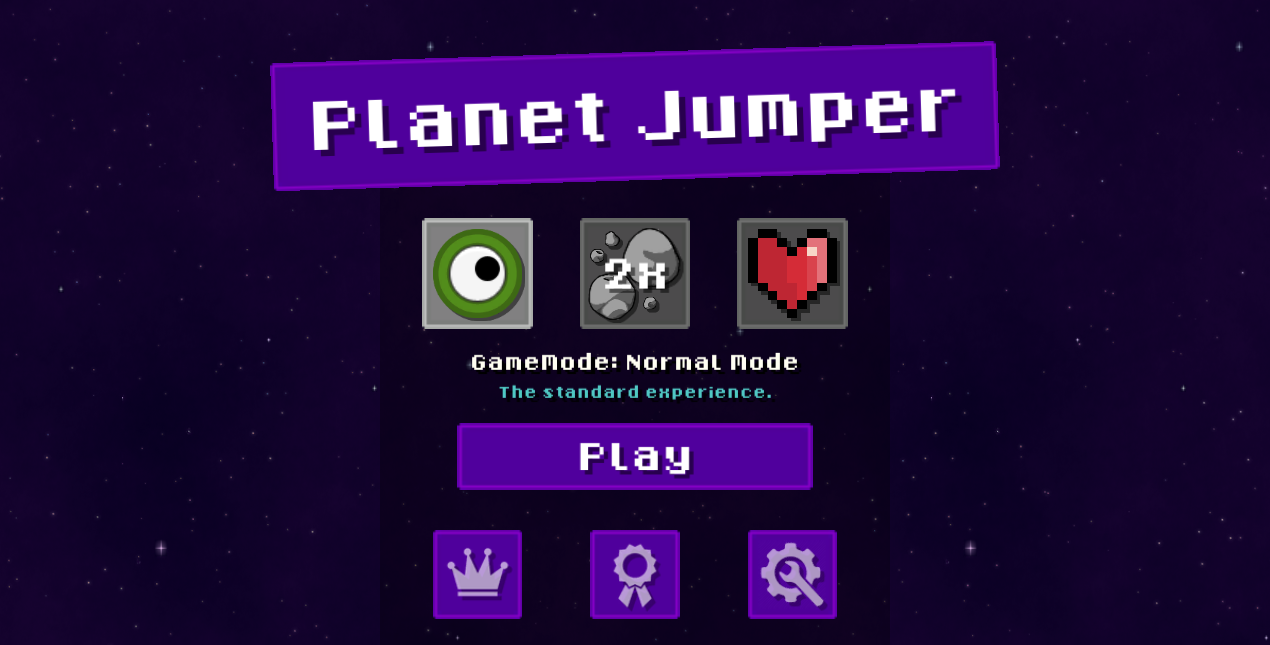 Planet Jumper
2x
GameMode: Normal Mode
The standard experience.
Play